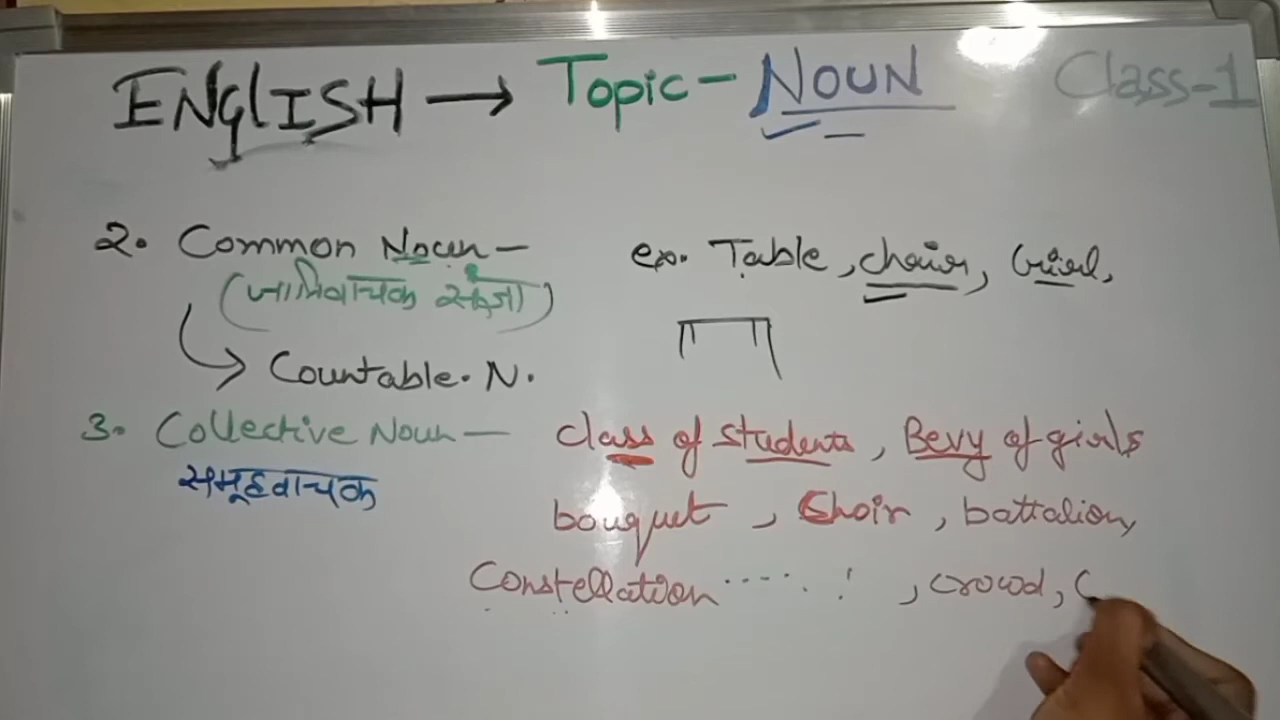 ENGLISH → Topic - NOUN Class-1
2. Common Noun - ex. Table, chair, Girl,
(जातिवाचक संज्ञा)
→ Countable. N.
3. Collective Noun - Class of students, Bevy of girls
समूहवाचक
bouquet, Choir, battalion,
Constellation ..... , crowd, C